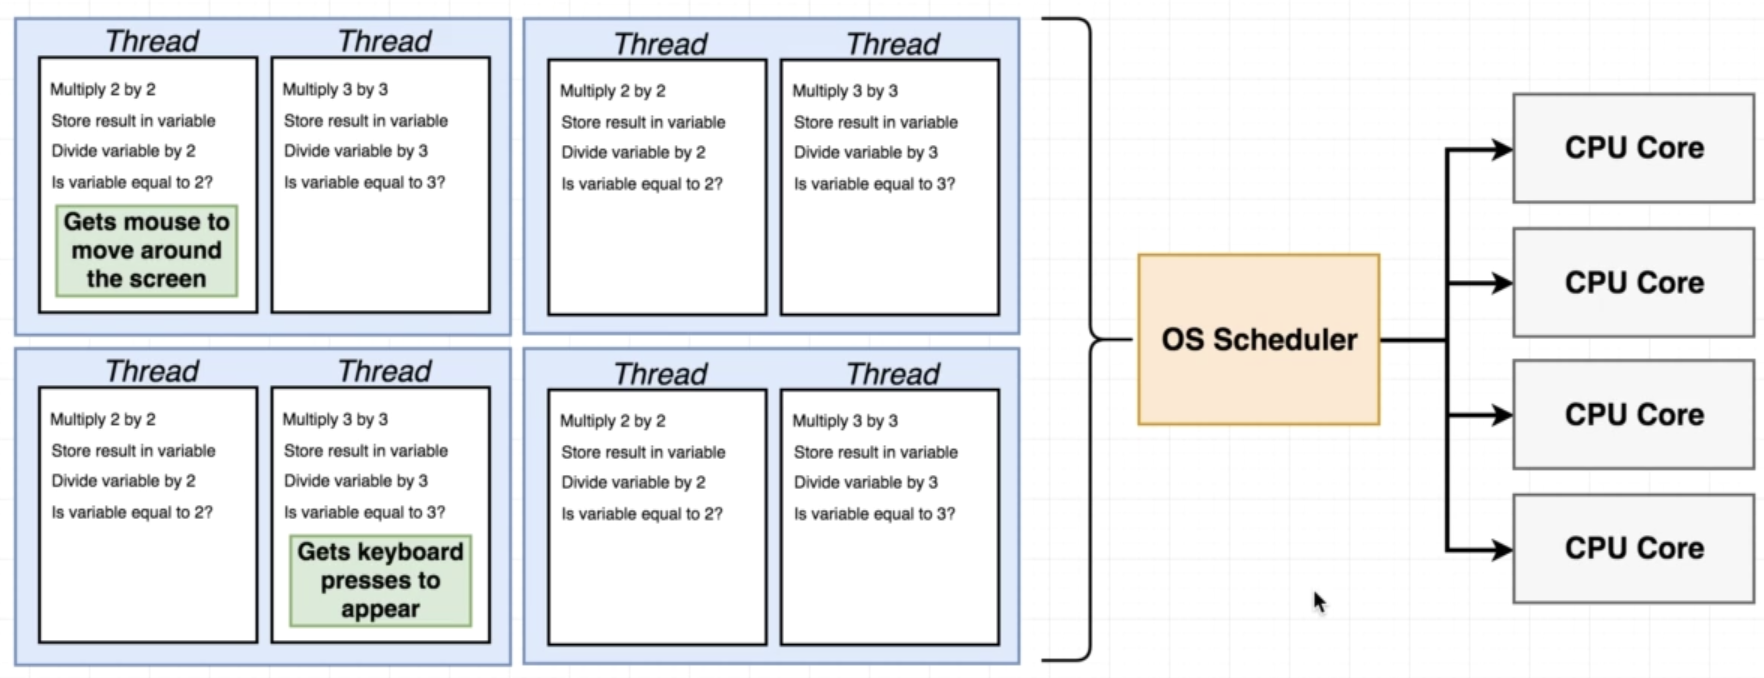 Thread
Multiply 2 by 2
Store result in variable
Divide variable by 2
Is variable equal to 2?
Gets mouse to
move around
the screen
Thread
Multiply 3 by 3
Store result in variable
Divide variable by 3
Is variable equal to 3?
Thread
Multiply 2 by 2
Store result in variable
Divide variable by 2
Is variable equal to 2?
Thread
Multiply 3 by 3
Store result in variable
Divide variable by 3
Is variable equal to 3?
Thread
Multiply 2 by 2
Store result in variable
Divide variable by 2
Is variable equal to 2?
Thread
Multiply 3 by 3
Store result in variable
Divide variable by 3
Is variable equal to 3?
Gets keyboard
presses to
appear
Thread
Multiply 2 by 2
Store result in variable
Divide variable by 2
Is variable equal to 2?
Thread
Multiply 3 by 3
Store result in variable
Divide variable by 3
Is variable equal to 3?
OS Scheduler
CPU Core
CPU Core
CPU Core
CPU Core